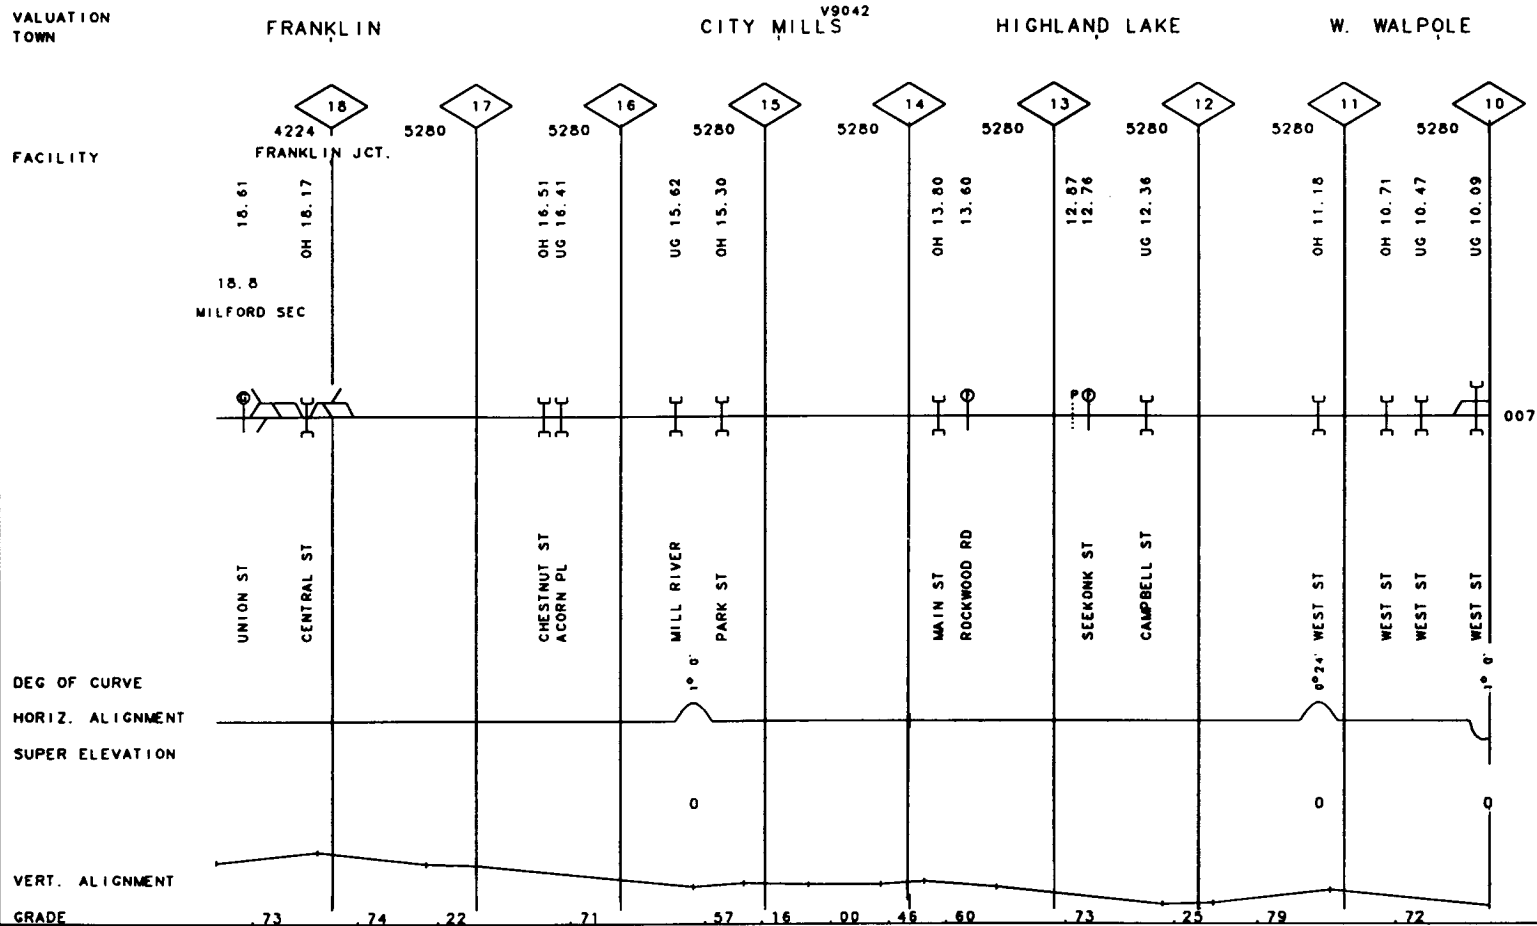 VALUATION V9042
TOWN FRANKLIN CITY MILLS HIGHLAND LAKE W. WALPOLE
18 17 16 15 14 13 12 11 10
4224 5280 5280 5280 5280 5280 5280 5280 5280
FACILITY FRANKLIN JCT.
18.61
OH 18.17
OH 16.51
UG 16.41
UG 15.62
OH 15.30
OH 13.80
13.60
12.87
12.76
UG 12.36
OH 11.18
OH 10.71
UG 10.47
UG 10.09
18.8
MILFORD SEC
G P F
007
UNION ST
CENTRAL ST
CHESTNUT ST
ACORN PL
MILL RIVER
PARK ST
MAIN ST
ROCKWOOD RD
SEEKONK ST
CAMPBELL ST
WEST ST
WEST ST
WEST ST
WEST ST
DEG OF CURVE 1° 0' 0°24' 1° 0'
HORIZ. ALIGNMENT
SUPER ELEVATION
0 0 0
VERT. ALIGNMENT
GRADE .73 .74 .22 .71 .57 .16 .00 .46 .60 .73 .25 .79 .72